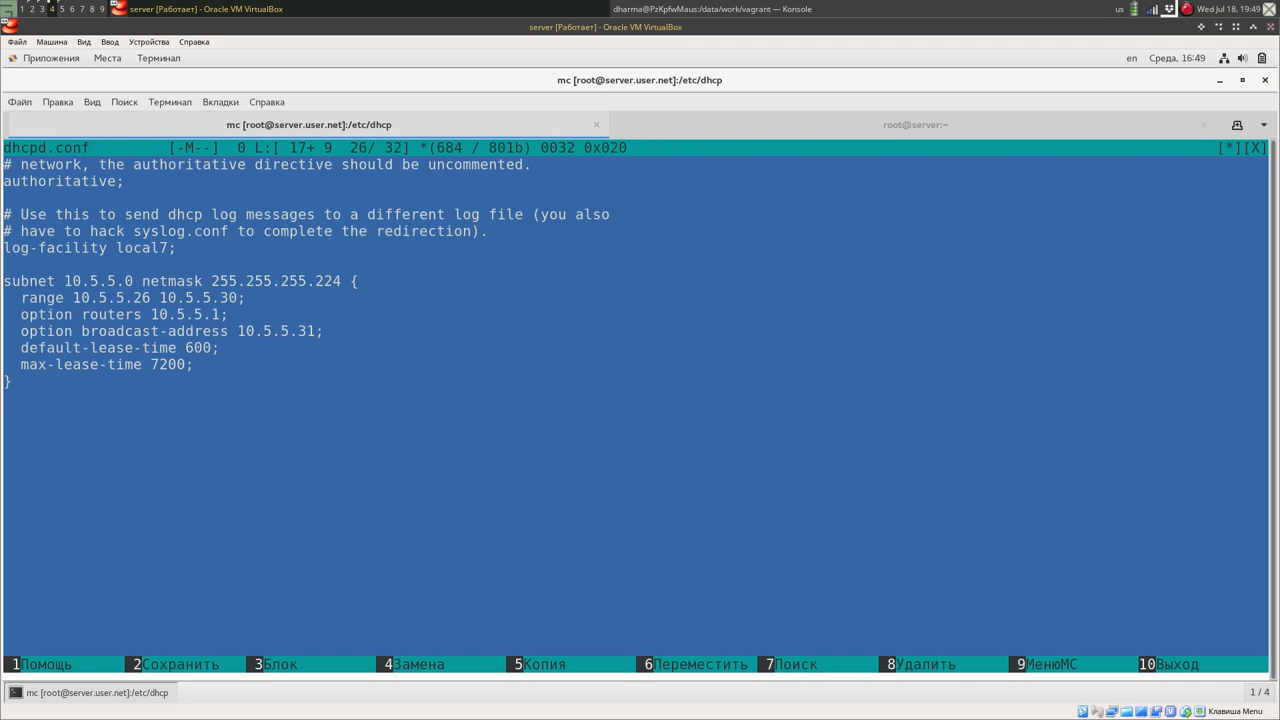 1 2 3 4 5 6 7 8 9 server [Работает] - Oracle VM VirtualBox dharma@PzKpfwMaus:/data/work/vagrant — Konsole us Wed Jul 18, 19:49
server [Работает] - Oracle VM VirtualBox
Файл Машина Вид Ввод Устройства Справка
Приложения Места Терминал en Среда, 16:49
mc [root@server.user.net]:/etc/dhcp
Файл Правка Вид Поиск Терминал Вкладки Справка
mc [root@server.user.net]:/etc/dhcp × root@server:~ ×
dhcpd.conf [-M--] 0 L:[ 17+ 9 26/ 32] *(684 / 801b) 0032 0x020 [*][X]
# network, the authoritative directive should be uncommented.
authoritative;
# Use this to send dhcp log messages to a different log file (you also
# have to hack syslog.conf to complete the redirection).
log-facility local7;
subnet 10.5.5.0 netmask 255.255.255.224 {
range 10.5.5.26 10.5.5.30;
option routers 10.5.5.1;
option broadcast-address 10.5.5.31;
default-lease-time 600;
max-lease-time 7200;
}
1Помощь 2Сохранить 3Блок 4Замена 5Копия 6Переместить 7Поиск 8Удалить 9МенюMC 10Выход
mc [root@server.user.net]:/etc/dhcp 1 / 4
Клавиша Menu